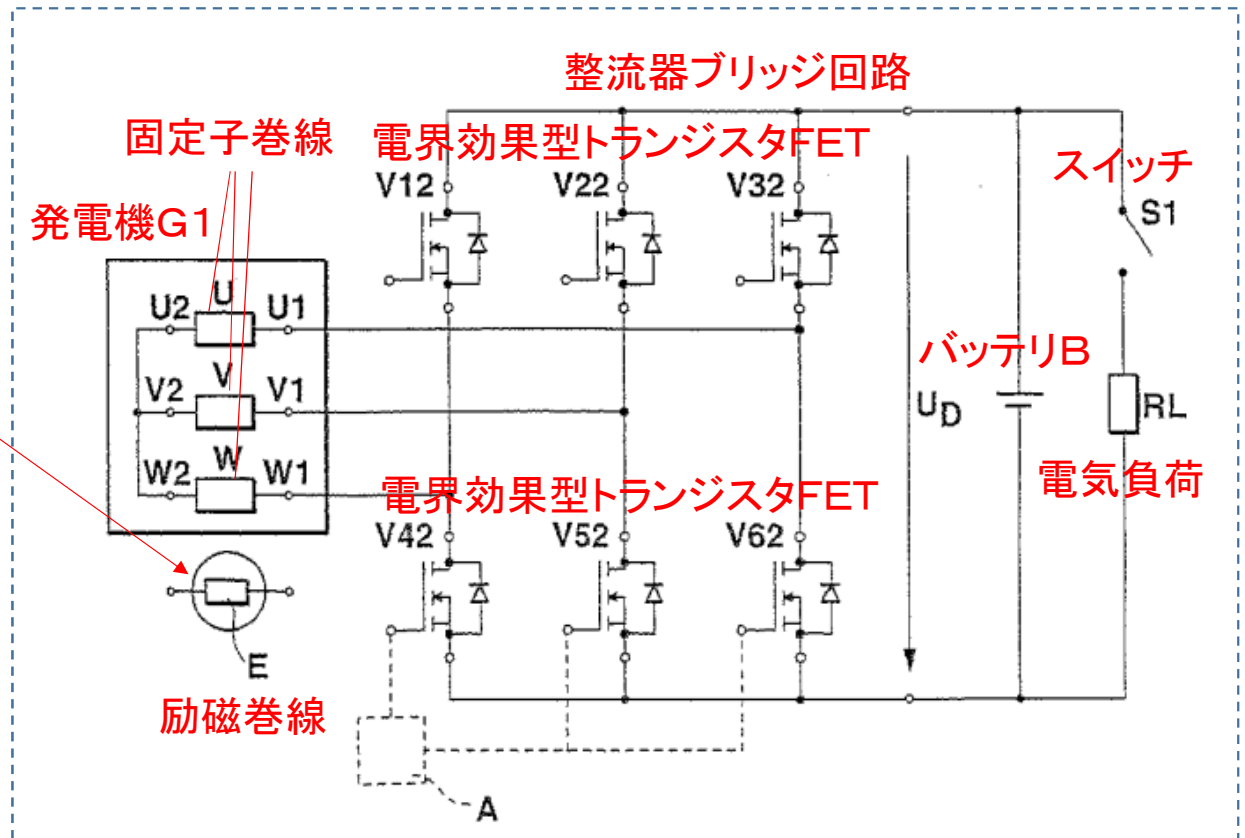 整流器ブリッジ回路
固定子巻線
電界効果型トランジスタFET
スイッチ
V12 V22 V32
発電機G1
S1
U
U2 U1
バッテリB
V
V2 V1
UD
RL
W
W2 W1
電界効果型トランジスタFET
電気負荷
V42 V52 V62
E
励磁巻線
A